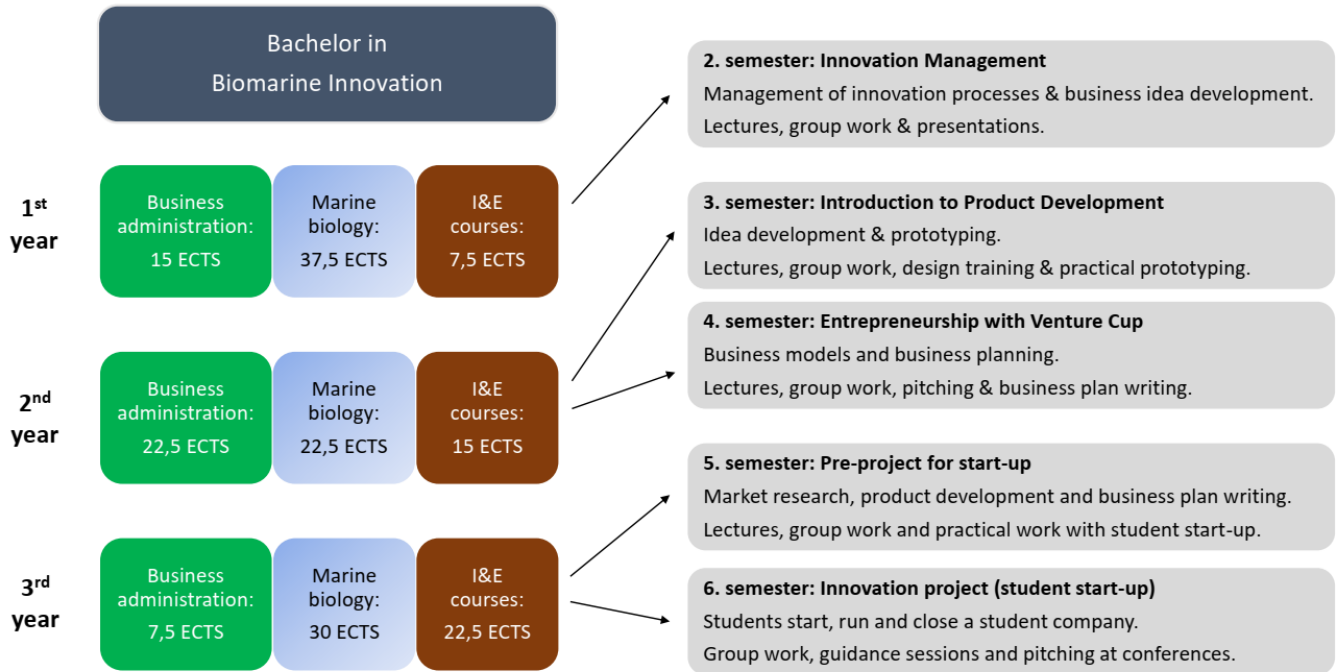 Bachelor in
Biomarine Innovation
1st
year
Business
administration:
15 ECTS
Marine
biology:
37,5 ECTS
I&E
courses:
7,5 ECTS
2. semester: Innovation Management
Management of innovation processes & business idea development.
Lectures, group work & presentations.
2nd
year
Business
administration:
22,5 ECTS
Marine
biology:
22,5 ECTS
I&E
courses:
15 ECTS
3. semester: Introduction to Product Development
Idea development & prototyping.
Lectures, group work, design training & practical prototyping.
4. semester: Entrepreneurship with Venture Cup
Business models and business planning.
Lectures, group work, pitching & business plan writing.
3rd
year
Business
administration:
7,5 ECTS
Marine
biology:
30 ECTS
I&E
courses:
22,5 ECTS
5. semester: Pre-project for start-up
Market research, product development and business plan writing.
Lectures, group work and practical work with student start-up.
6. semester: Innovation project (student start-up)
Students start, run and close a student company.
Group work, guidance sessions and pitching at conferences.